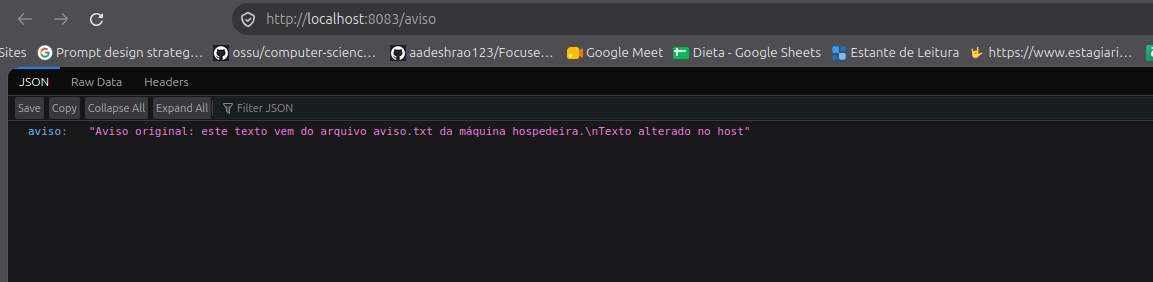 http://localhost:8083/aviso
Sites Prompt design strateg... ossu/computer-scienc... aadeshrao123/Focuse... Google Meet Dieta - Google Sheets Estante de Leitura https://www.estagiari...
JSON Raw Data Headers
Save Copy Collapse All Expand All Filter JSON
aviso: "Aviso original: este texto vem do arquivo aviso.txt da máquina hospedeira.\nTexto alterado no host"